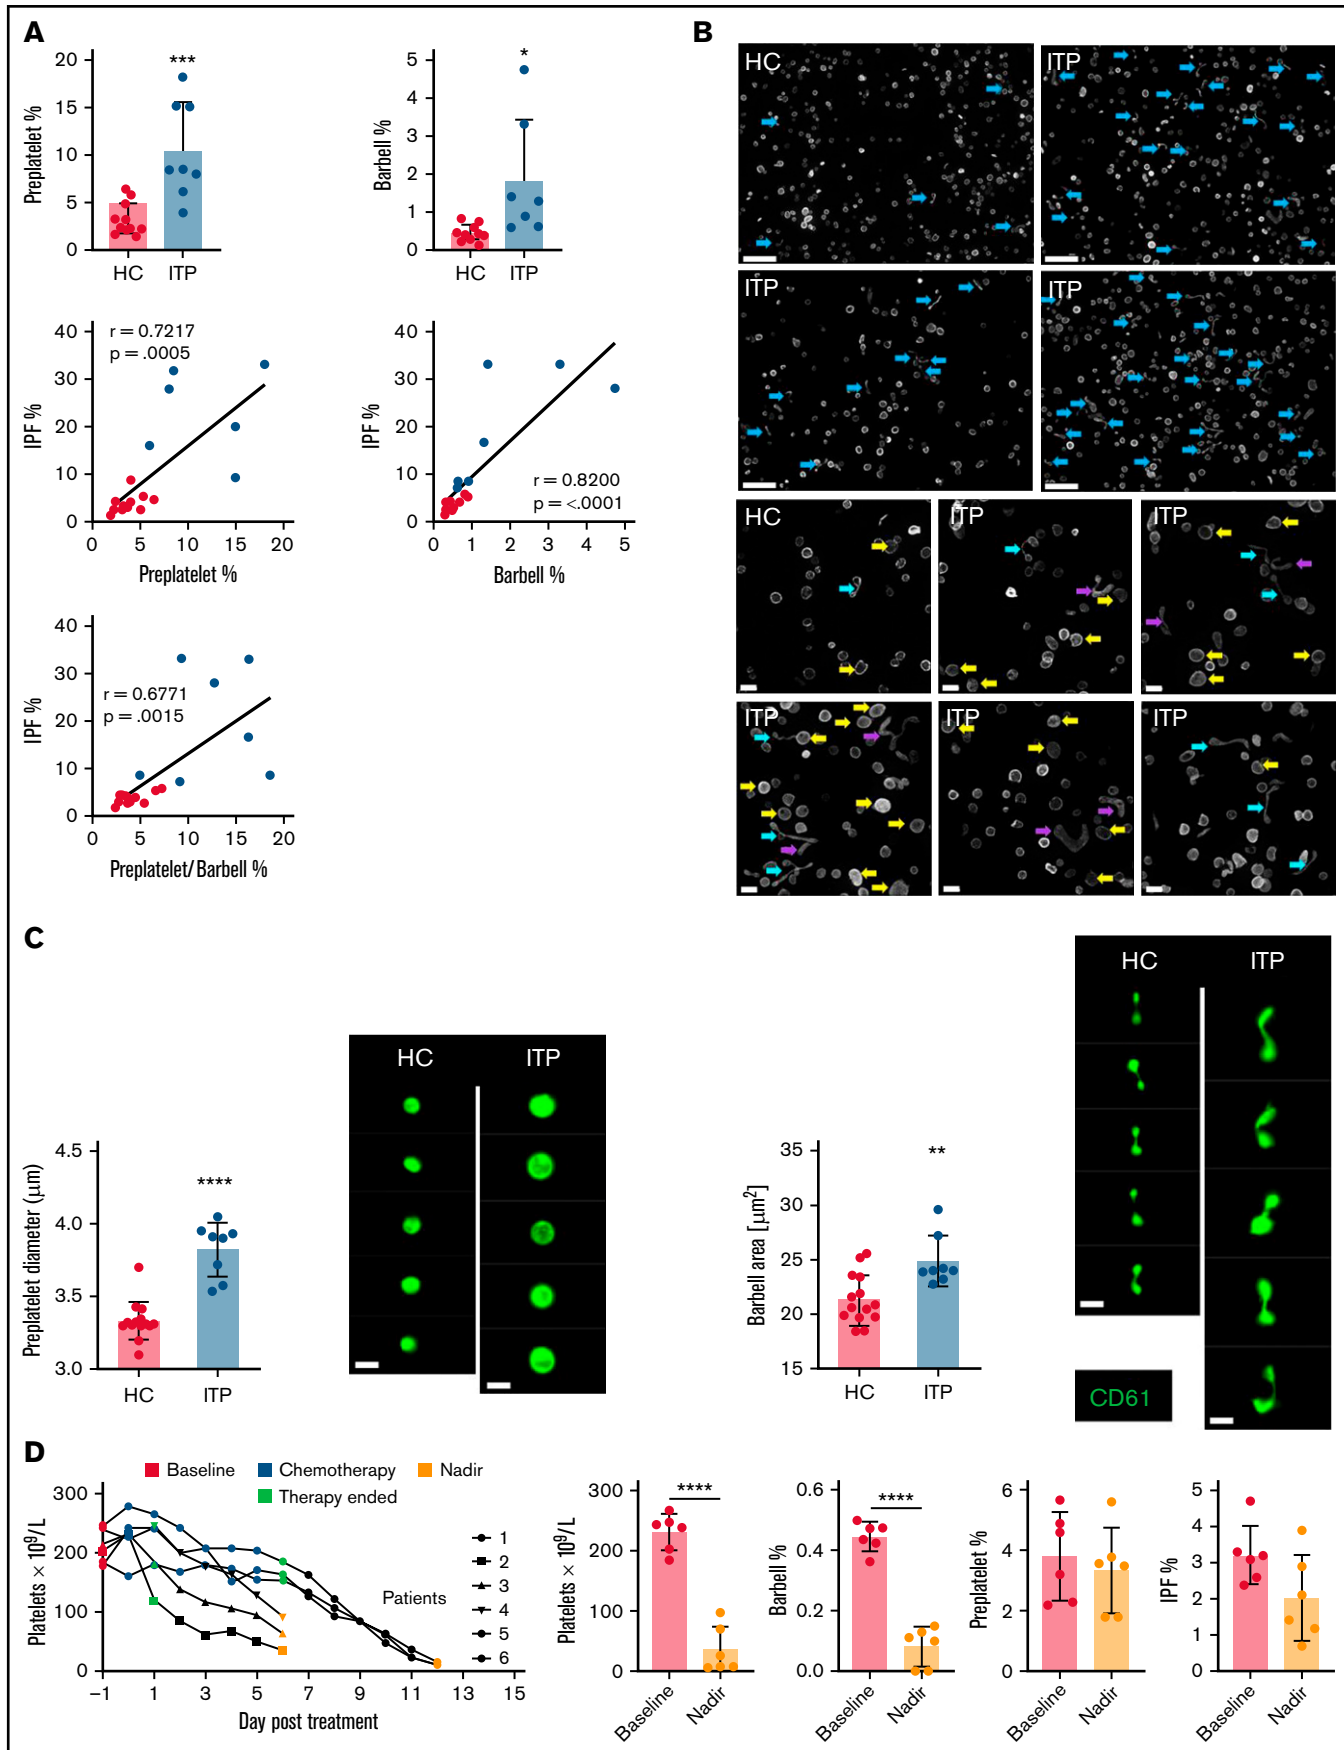 A
Preplatelet %
20
15
10
5
0
***
HC
ITP
Barbell %
5
4
3
2
1
0
*
HC
ITP
IPF %
40
30
20
10
0
r = 0.7217
p = .0005
0
5
10
15
20
Preplatelet %
IPF %
40
30
20
10
0
r = 0.8200
p = <.0001
0
1
2
3
4
5
Barbell %
IPF %
40
30
20
10
0
r = 0.6771
p = .0015
0
5
10
15
20
Preplatelet/Barbell %
B
HC
ITP
ITP
ITP
HC
ITP
ITP
ITP
ITP
ITP
C
Preplatelet diameter (μm)
4.5
4.0
3.5
3.0
****
HC
ITP
HC
ITP
Barbell area [μm²]
35
30
25
20
15
**
HC
ITP
HC
ITP
CD61
D
Baseline
Chemotherapy
Nadir
Therapy ended
Platelets × 10⁹/L
300
200
100
0
Patients
1
2
3
4
5
6
−1
1
3
5
7
9
11
13
15
Day post treatment
Platelets × 10⁹/L
300
200
100
0
****
Baseline
Nadir
Barbell %
0.6
0.4
0.2
0.0
****
Baseline
Nadir
Preplatelet %
6
4
2
0
Baseline
Nadir
IPF %
5
4
3
2
1
0
Baseline
Nadir